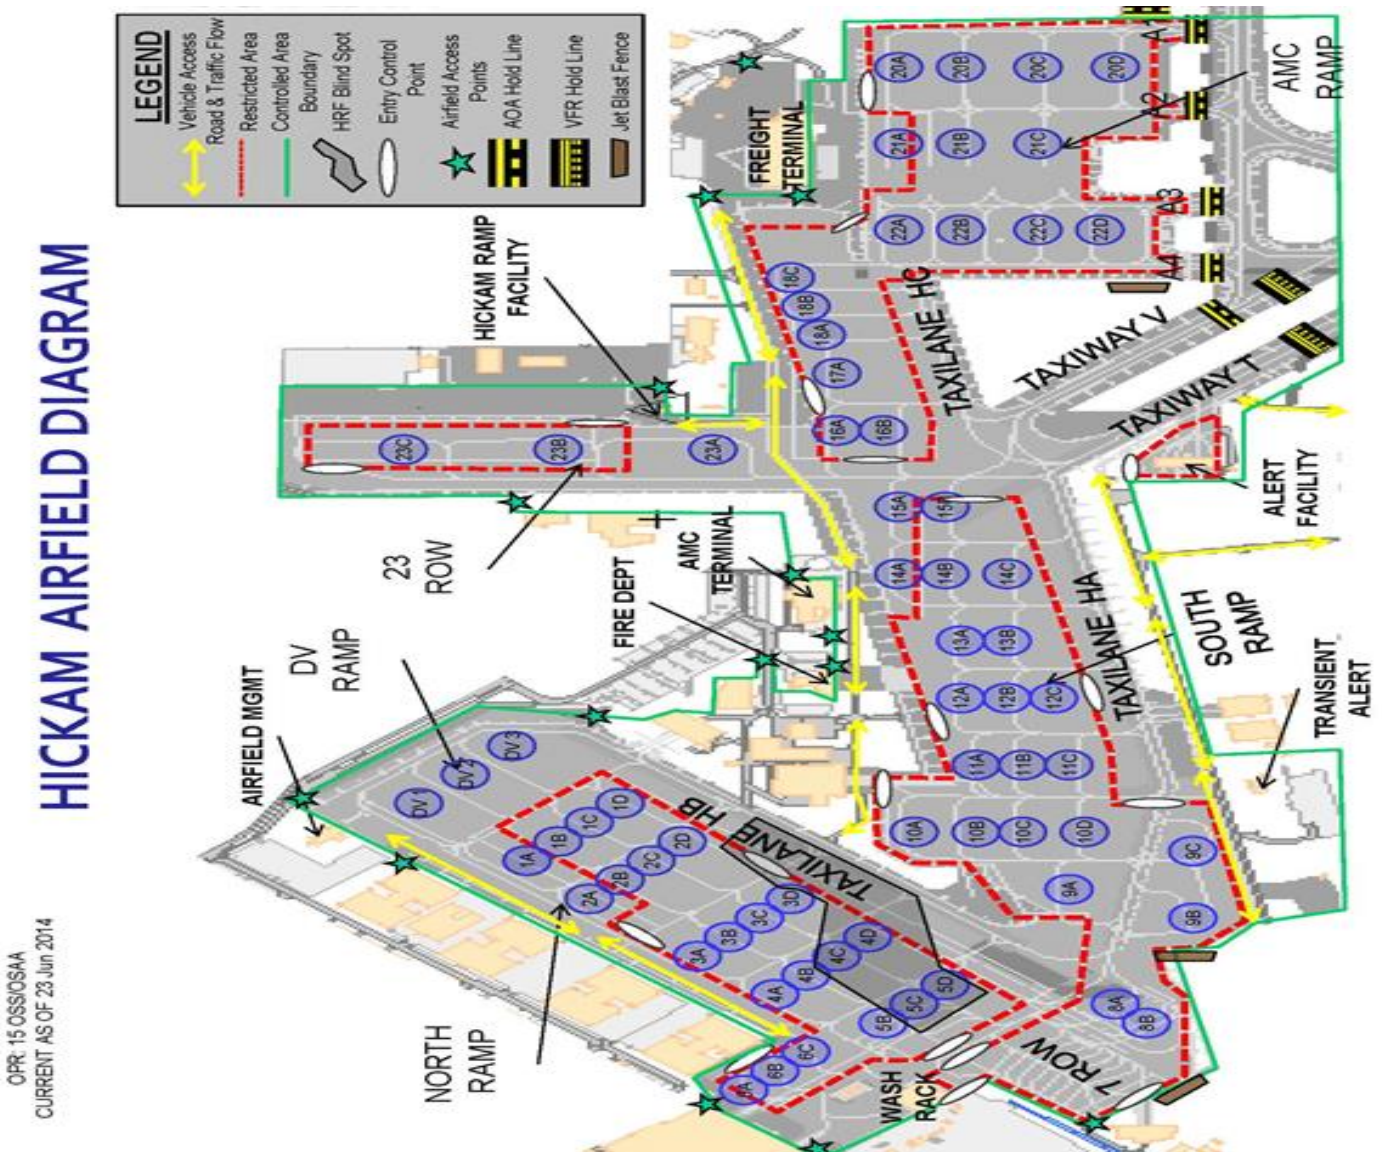 HICKAM AIRFIELD DIAGRAM
OPR: 15 OSS/OSAA
CURRENT AS OF 23 Jun 2014
LEGEND
Vehicle Access
Road & Traffic Flow
Restricted Area
Controlled Area
Boundary
HRF Blind Spot
Entry Control
Point
Airfield Access
Points
AOA Hold Line
VFR Hold Line
Jet Blast Fence
HICKAM RAMP
FACILITY
FREIGHT
TERMINAL
AMC
RAMP
A1
A2
A3
A4
20A
20B
20C
20D
21A
21B
21C
22A
22B
22C
22D
18C
18B
18A
17A
16A
16B
TAXILANE HC
TAXIWAY V
TAXIWAY T
23C
23B
23A
23
ROW
ALERT
FACILITY
AMC
TERMINAL
FIRE DEPT
15A
14A
14B
14C
13A
13B
12A
12B
12C
11A
11B
11C
10A
10B
10C
10D
9A
9B
9C
TAXILANE HA
SOUTH
RAMP
TRANSIENT
ALERT
DV
RAMP
AIRFIELD MGMT
DV 1
DV 2
DV 3
1A
1B
1C
1D
2A
2B
2C
2D
3A
3B
3C
3D
4A
4B
4C
4D
5B
5C
5D
6B
6C
TAXILANE HB
NORTH
RAMP
WASH
RACK
7 ROW
8A
8B